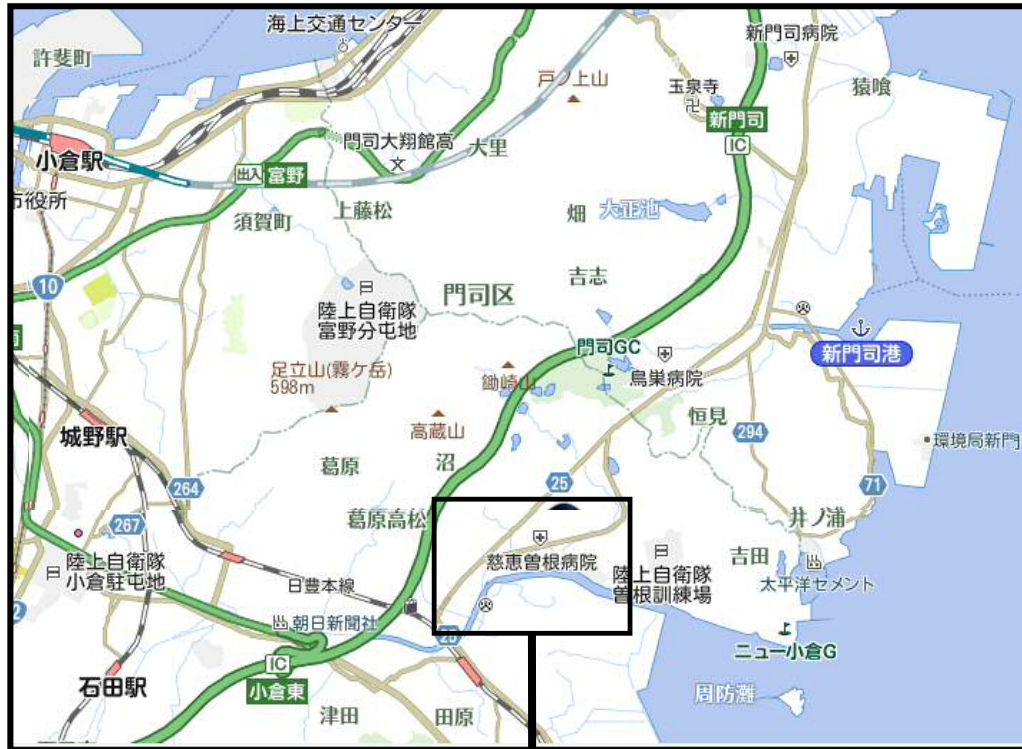 海上交通センター
新門司病院
許斐町
戸ノ上山
玉泉寺
猿喰
新門司
IC
門司大翔館高
大里
小倉駅
出入
富野
市役所
上藤松
須賀町
畑
大正池
10
吉志
門司区
陸上自衛隊
富野分屯地
新門司港
門司GC
足立山(霧ケ岳)
598m
鋤崎山
鳥巣病院
恒見
高蔵山
294
環境局新門
城野駅
葛原
沼
264
25
71
267
葛原高松
井ノ浦
慈恵曽根病院
吉田
陸上自衛隊
小倉駐屯地
陸上自衛隊
曽根訓練場
太平洋セメント
日豊本線
朝日新聞社
25
ニュー小倉G
IC
石田駅
小倉東
周防灘
津田
田原